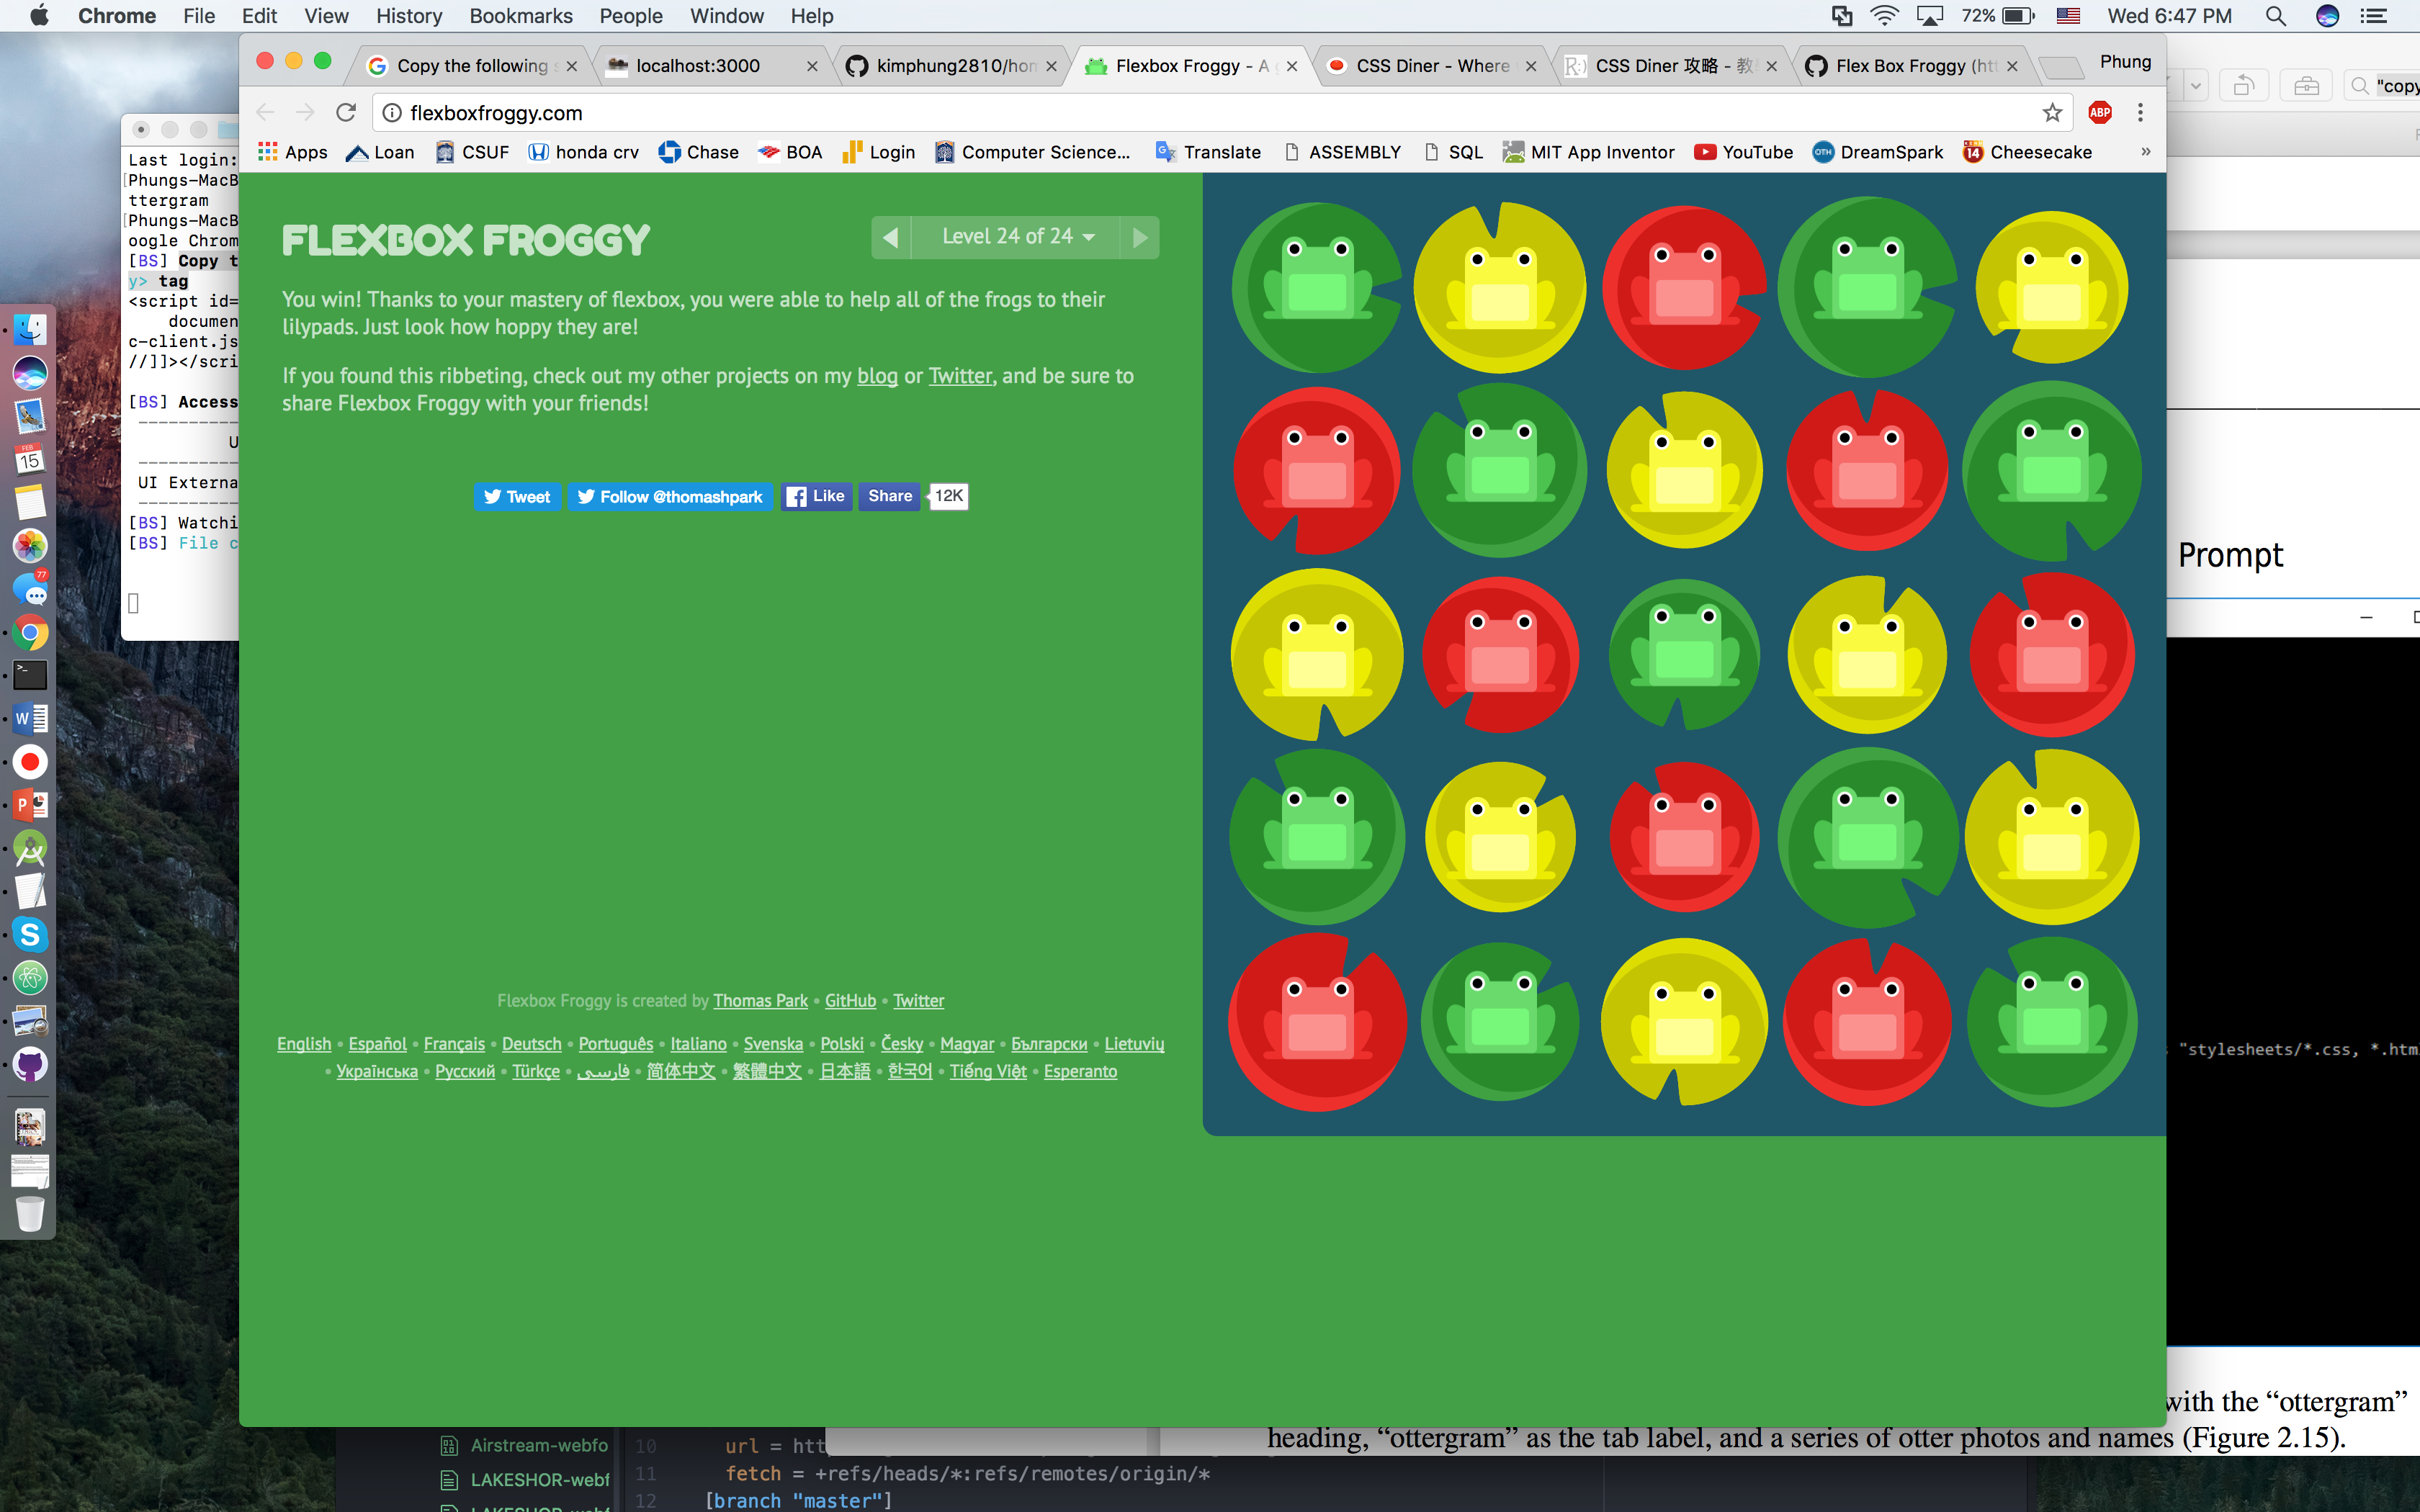 Chrome File Edit View History Bookmarks People Window Help 72% Wed 6:47 PM
Copy the following localhost:3000 kimphung2810/hon Flexbox Froggy - A CSS Diner - Where CSS Diner 攻略 - 教 Flex Box Froggy (ht Phung
flexboxfroggy.com ABP
"copy
Apps Loan CSUF honda crv Chase BOA Login Computer Science... Translate ASSEMBLY SQL MIT App Inventor YouTube OTH DreamSpark 14 Cheesecake »
Last login:
[Phungs-MacB
ttergram
[Phungs-MacB
oogle Chrom
[BS] Copy t
y> tag
<script id=
documen
c-client.js
//]]></scri
[BS] Access
U
UI Externa
[BS] Watchi
[BS] File c
FLEXBOX FROGGY
Level 24 of 24
You win! Thanks to your mastery of flexbox, you were able to help all of the frogs to their
lilypads. Just look how hoppy they are!
If you found this ribbeting, check out my other projects on my blog or Twitter, and be sure to
share Flexbox Froggy with your friends!
Tweet Follow @thomashpark Like Share 12K
Flexbox Froggy is created by Thomas Park • GitHub • Twitter
English • Español • Français • Deutsch • Português • Italiano • Svenska • Polski • Česky • Magyar • Български • Lietuvių
• Українська • Русский • Türkçe • فارسی • 简体中文 • 繁體中文 • 日本語 • 한국어 • Tiếng Việt • Esperanto
FEB
15
77
Prompt
"stylesheets/*.css, *.htm
with the “ottergram”
heading, “ottergram” as the tab label, and a series of otter photos and names (Figure 2.15).
Airstream-webfo
LAKESHOR-webf
LAKESHOR-webf
10 url = htt
11 fetch = +refs/heads/*:refs/remotes/origin/*
12 [branch "master"]